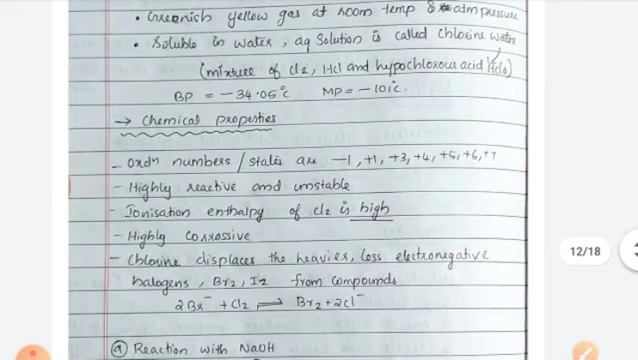 • Greenish yellow gas at room temp & atm pressure
• Soluble in water, aq solution is called chlorine water
(mixture of Cl2, Hcl and hypochlorous acid HClO)
BP = -34.05°c MP = -101°c.
→ Chemical properties
- Oxdn numbers/states are -1, +1, +3, +4, +5, +6, +7
- Highly reactive and unstable
- Ionisation enthalpy of cl2 is high
- Highly corrossive
- Chlorine displaces the heavier, less electronegative
halogens, Br2, I2 from compounds
2Br⁻ + Cl2 ⇌ Br2 + 2Cl⁻
12/18
(a) Reaction with NaOH